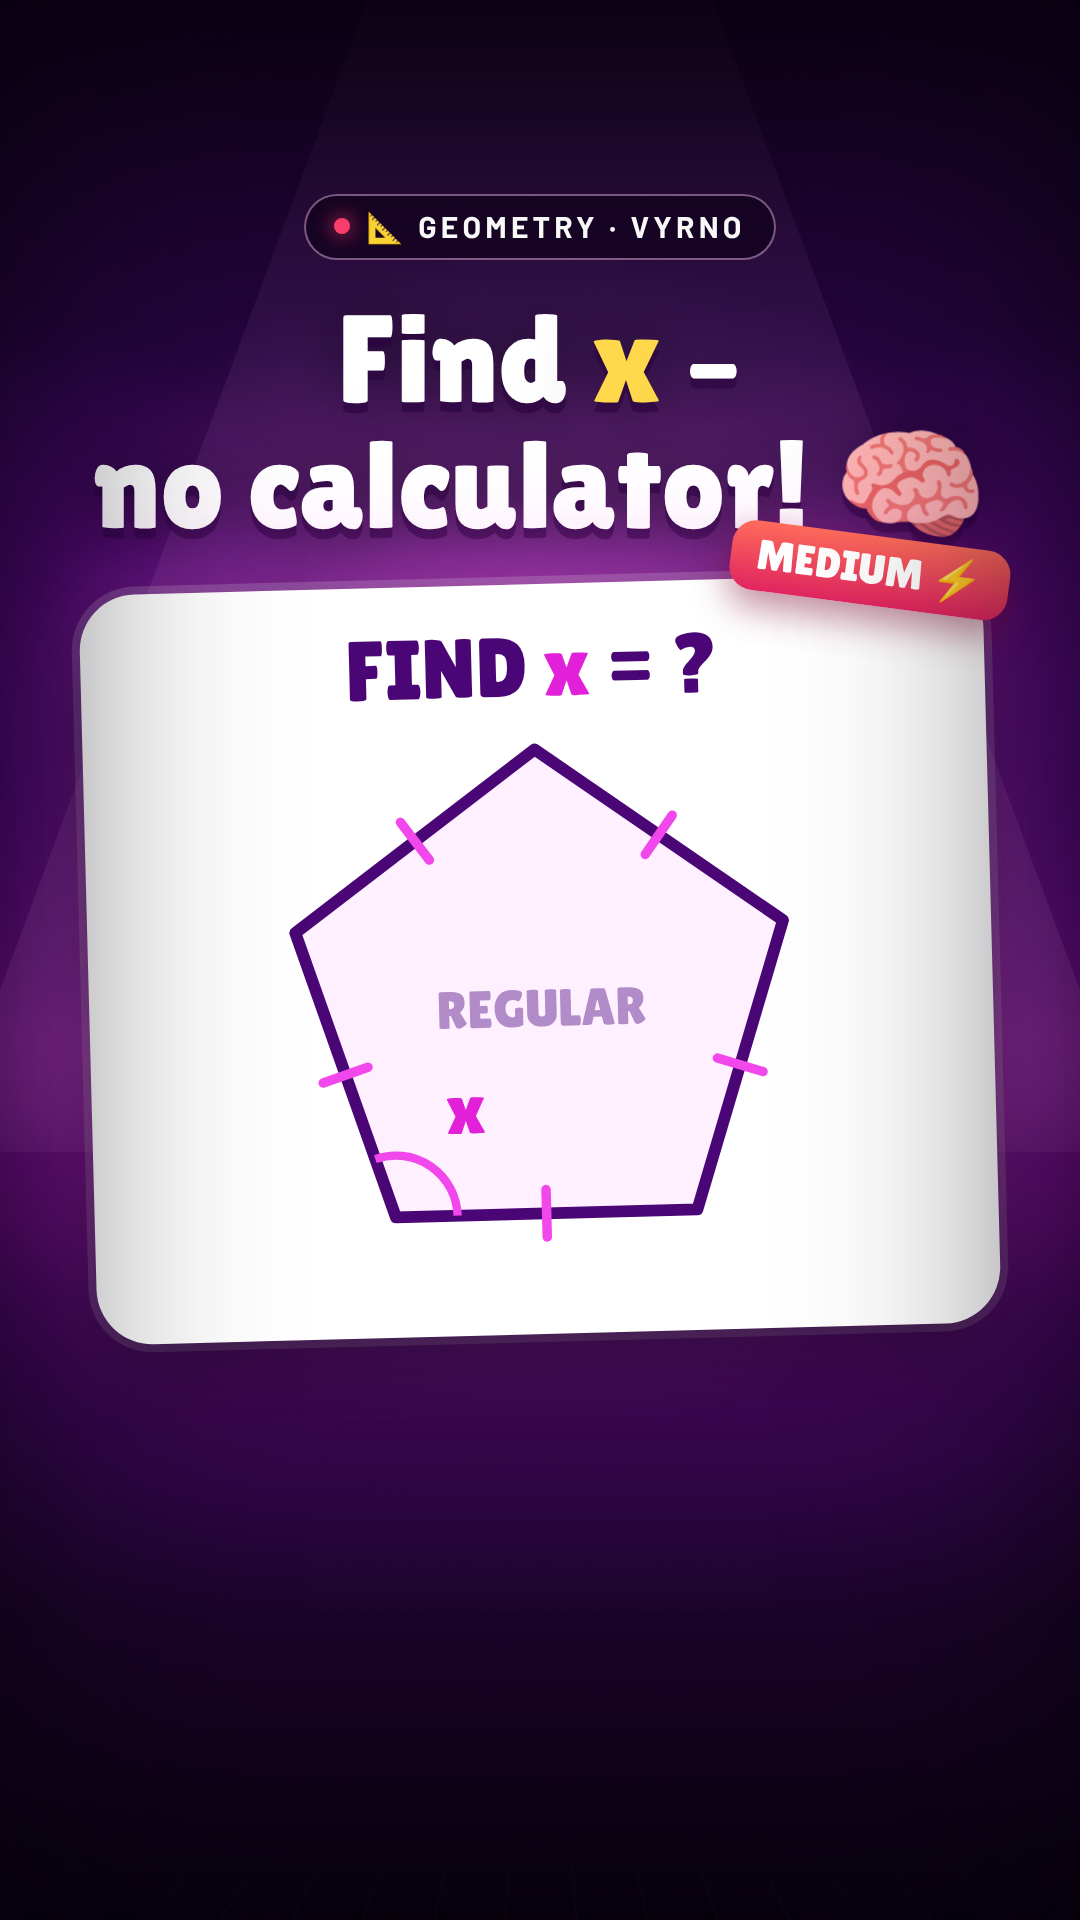 GEOMETRY · VYRNO
Find x –
no calculator!
MEDIUM
FIND x = ?
REGULAR
x